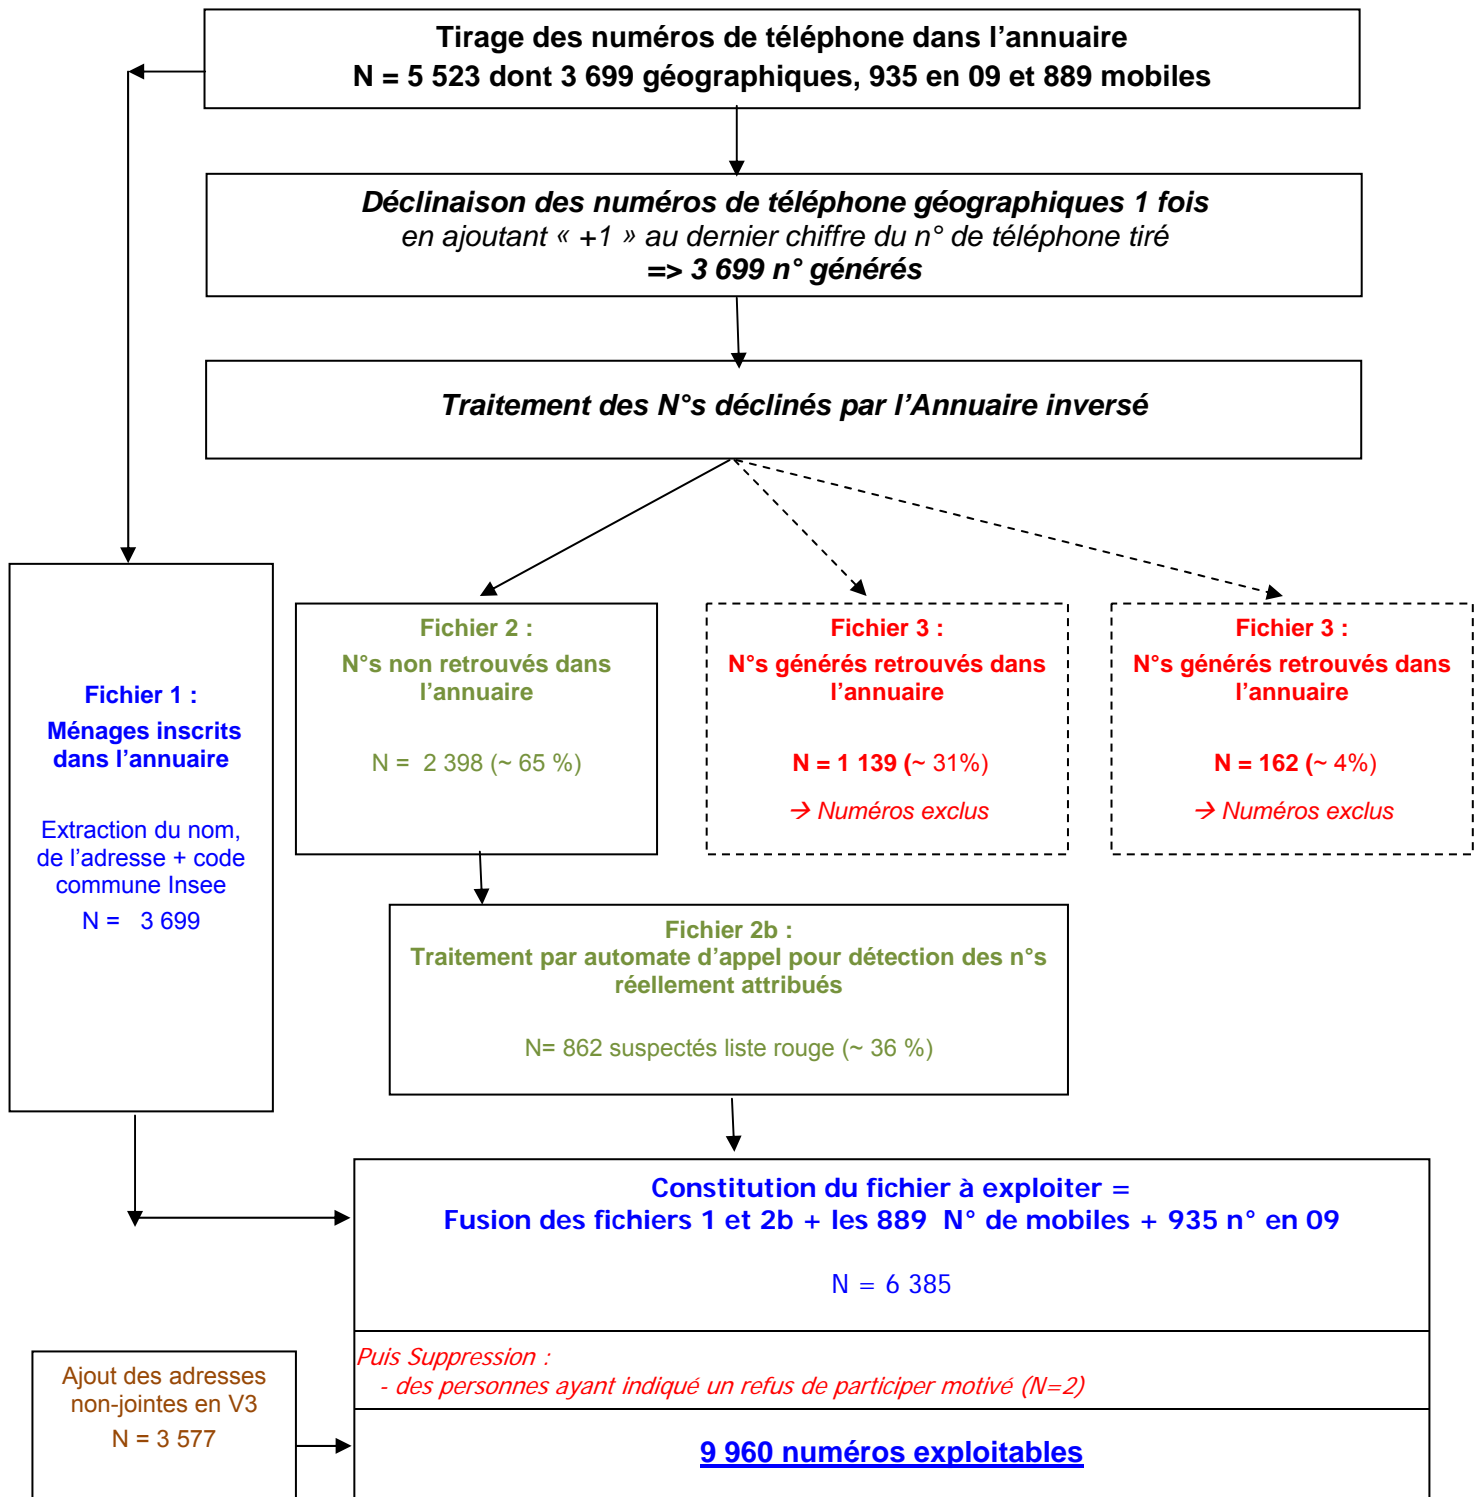 Tirage des numéros de téléphone dans l’annuaire
N = 5 523 dont 3 699 géographiques, 935 en 09 et 889 mobiles
Déclinaison des numéros de téléphone géographiques 1 fois
en ajoutant « +1 » au dernier chiffre du n° de téléphone tiré
=> 3 699 n° générés
Traitement des N°s déclinés par l’Annuaire inversé
Fichier 1 :
Ménages inscrits
dans l’annuaire
Extraction du nom,
de l’adresse + code
commune Insee
N = 3 699
Fichier 2 :
N°s non retrouvés dans
l’annuaire
N = 2 398 (~ 65 %)
Fichier 3 :
N°s générés retrouvés dans
l’annuaire
N = 1 139 (~ 31%)
→ Numéros exclus
Fichier 3 :
N°s générés retrouvés dans
l’annuaire
N = 162 (~ 4%)
→ Numéros exclus
Fichier 2b :
Traitement par automate d’appel pour détection des n°s
réellement attribués
N= 862 suspectés liste rouge (~ 36 %)
Constitution du fichier à exploiter =
Fusion des fichiers 1 et 2b + les 889 N° de mobiles + 935 n° en 09
N = 6 385
Puis Suppression :
- des personnes ayant indiqué un refus de participer motivé (N=2)
Ajout des adresses
non-jointes en V3
N = 3 577
9 960 numéros exploitables